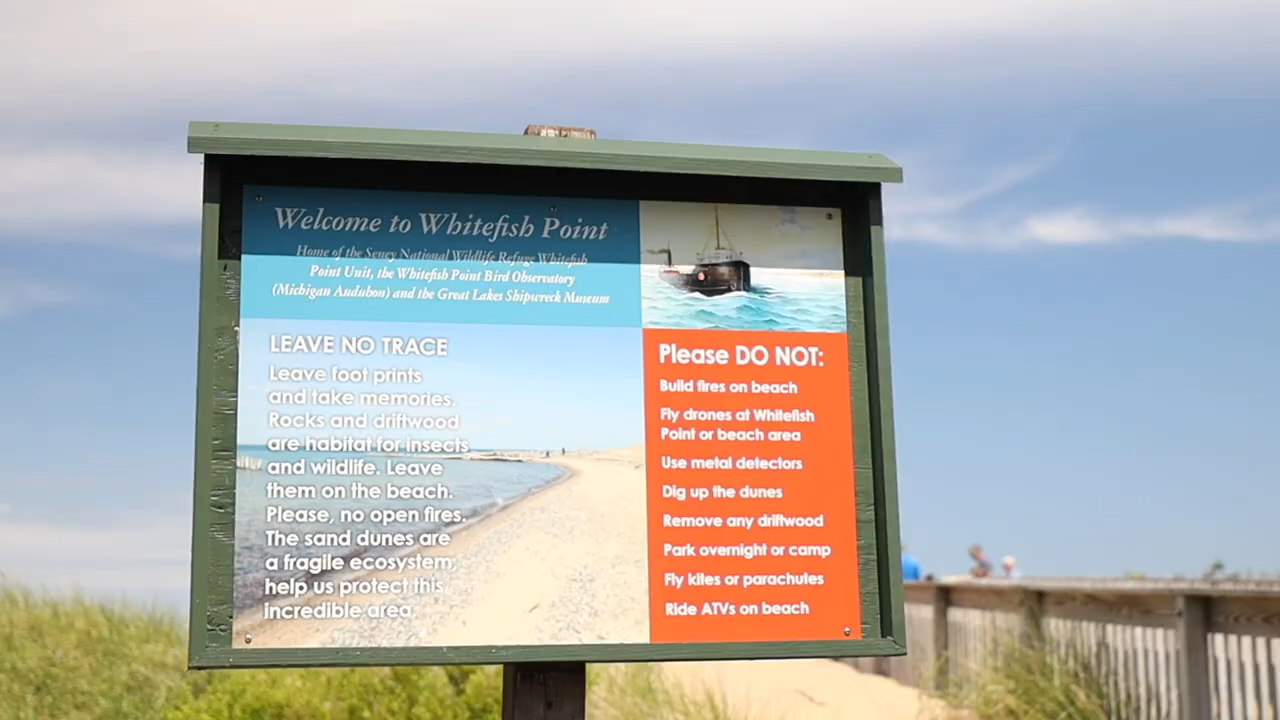 Welcome to Whitefish Point
Home of the Seney National Wildlife Refuge Whitefish
Point Unit, the Whitefish Point Bird Observatory
(Michigan Audubon) and the Great Lakes Shipwreck Museum
LEAVE NO TRACE
Leave foot prints
and take memories.
Rocks and driftwood
are habitat for insects
and wildlife. Leave
them on the beach.
Please, no open fires.
The sand dunes are
a fragile ecosystem;
help us protect this
incredible area.
Please DO NOT:
Build fires on beach
Fly drones at Whitefish
Point or beach area
Use metal detectors
Dig up the dunes
Remove any driftwood
Park overnight or camp
Fly kiles or parachutes
Ride ATVs on beach